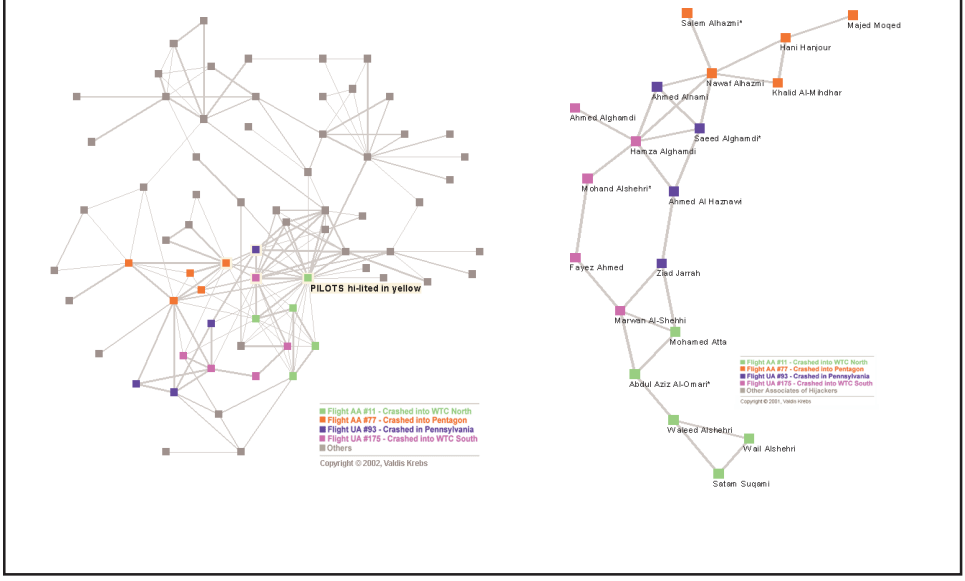 PILOTS hi-lited in yellow
Flight AA #11 - Crashed into WTC North
Flight AA #77 - Crashed into Pentagon
Flight UA #93 - Crashed in Pennsylvania
Flight UA #175 - Crashed into WTC South
Others
Copyright © 2002, Valdis Krebs
Salem Alhazmi*
Majed Moqed
Hani Hanjour
Nawaf Alhazmi
Khalid Al-Mihdhar
Ahmed Alnami
Ahmed Alghamdi
Saeed Alghamdi*
Hamza Alghamdi
Mohand Alshehri*
Ahmed Al Haznawi
Fayez Ahmed
Ziad Jarrah
Marwan Al-Shehhi
Mohamed Atta
Abdul Aziz Al-Omari*
Waleed Alshehri
Wail Alshehri
Satam Suqami
Flight AA #11 - Crashed into WTC North
Flight AA #77 - Crashed into Pentagon
Flight UA #93 - Crashed in Pennsylvania
Flight UA #175 - Crashed into WTC South
Other Associates of Hijackers
Copyright © 2001, Valdis Krebs